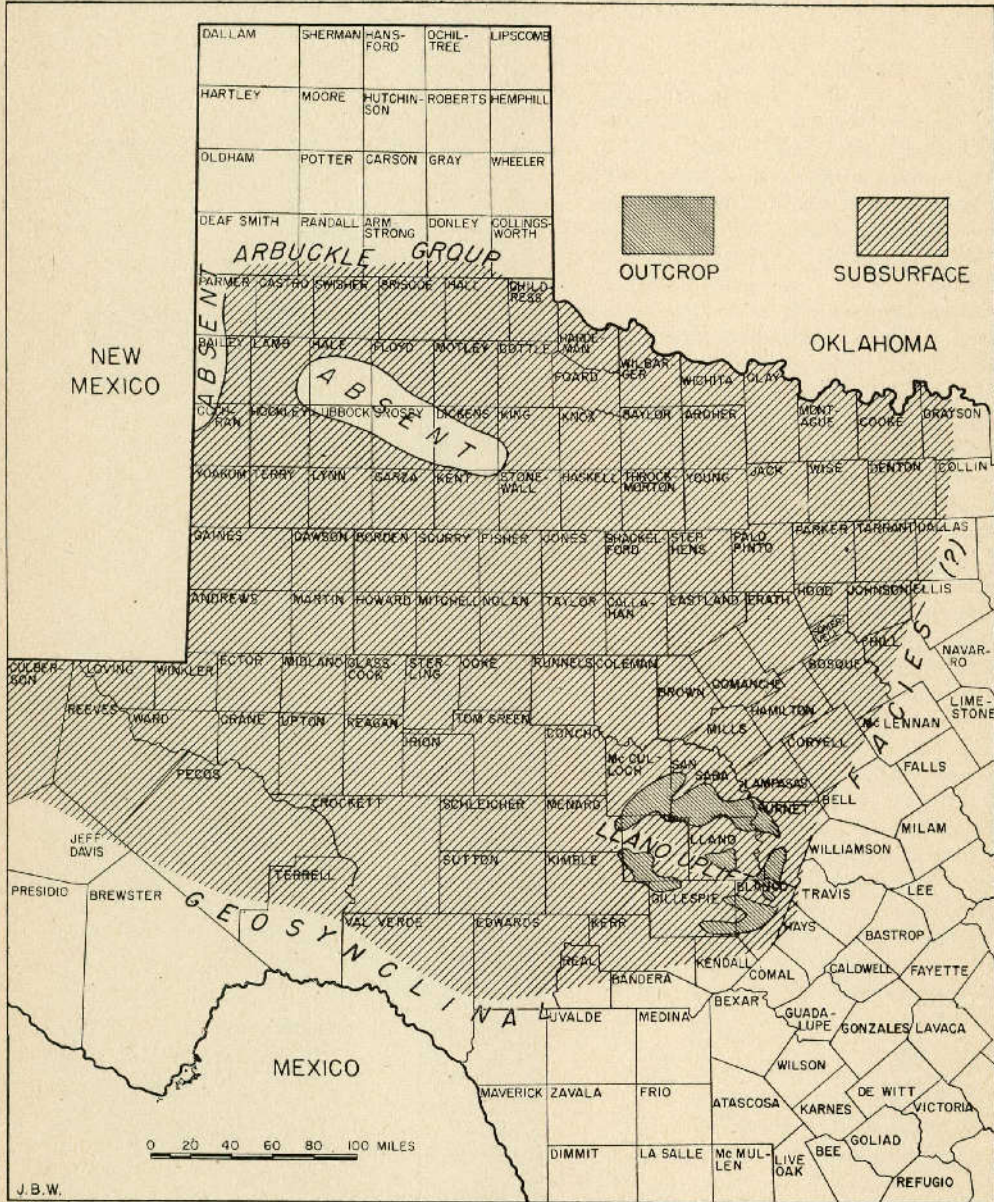 DALLAM SHERMAN HANS-FORD OCHIL-TREE LIPSCOMB
HARTLEY MOORE HUTCHIN-SON ROBERTS HEMPHILL
OLDHAM POTTER CARSON GRAY WHEELER
DEAF SMITH RANDALL ARM STRONG DONLEY COLLINGS-WORTH
ARBUCKLE GROUP
OUTCROP
SUBSURFACE
PARMER CASTRO SWISHER BRISCOE HALL CHILD-RESS
ABSENT
NEW MEXICO
OKLAHOMA
BAILEY LAMB HALE FLOYD MOTLEY COTTLE HARDE-MAN
FOARD WILBAR GER WICHITA CLAY
ABSENT
COCH-RAN HOCKLEY LUBBOCK CROSBY DICKENS KING KNOX BAYLOR ARCHER MONT-AGUE COOKE GRAYSON
YOAKUM TERRY LYNN GARZA KENT STONE-WALL HASKELL THROCK MORTON YOUNG JACK WISE DENTON COLLIN
GAINES DAWSON BORDEN SCURRY FISHER JONES SHACKEL-FORD STEP-HENS PALO PINTO PARKER TARRANT DALLAS
(?)
ANDREWS MARTIN HOWARD MITCHELL NOLAN TAYLOR CALLA-HAN EASTLAND ERATH HOOD JOHNSON ELLIS
SOMER VELL HILL NAVAR-RO
CULBER-SON LOVING WINKLER ECTOR MIDLAND GLASS-COCK STER-LING COKE RUNNELS COLEMAN BROWN COMANCHE BOSQUE
REEVES WARD CRANE UPTON REAGAN IRION TOM GREEN CONCHO MILLS HAMILTON McLENNAN LIME-STONE
FACIES
McCUL-LOCH SAN SABA CORYELL FALLS
PECOS LAMPASAS
CROCKETT SCHLEICHER MENARD BURNET BELL MILAM
JEFF DAVIS
LLANO UPLIFT
LLANO WILLIAMSON
SUTTON KIMBLE
PRESIDIO BREWSTER TERRELL GILLESPIE BLANCO TRAVIS LEE
GEOSYNCLINAL
VAL VERDE EDWARDS KERR HAYS BASTROP
REAL KENDALL COMAL CALDWELL FAYETTE
BANDERA
BEXAR
UVALDE MEDINA GUADA-LUPE GONZALES LAVACA
MEXICO
WILSON
MAVERICK ZAVALA FRIO ATASCOSA KARNES DE WITT VICTORIA
0 20 40 60 80 100 MILES
DIMMIT LA SALLE Mc MUL-LEN LIVE OAK BEE GOLIAD
REFUGIO
J.B.W.